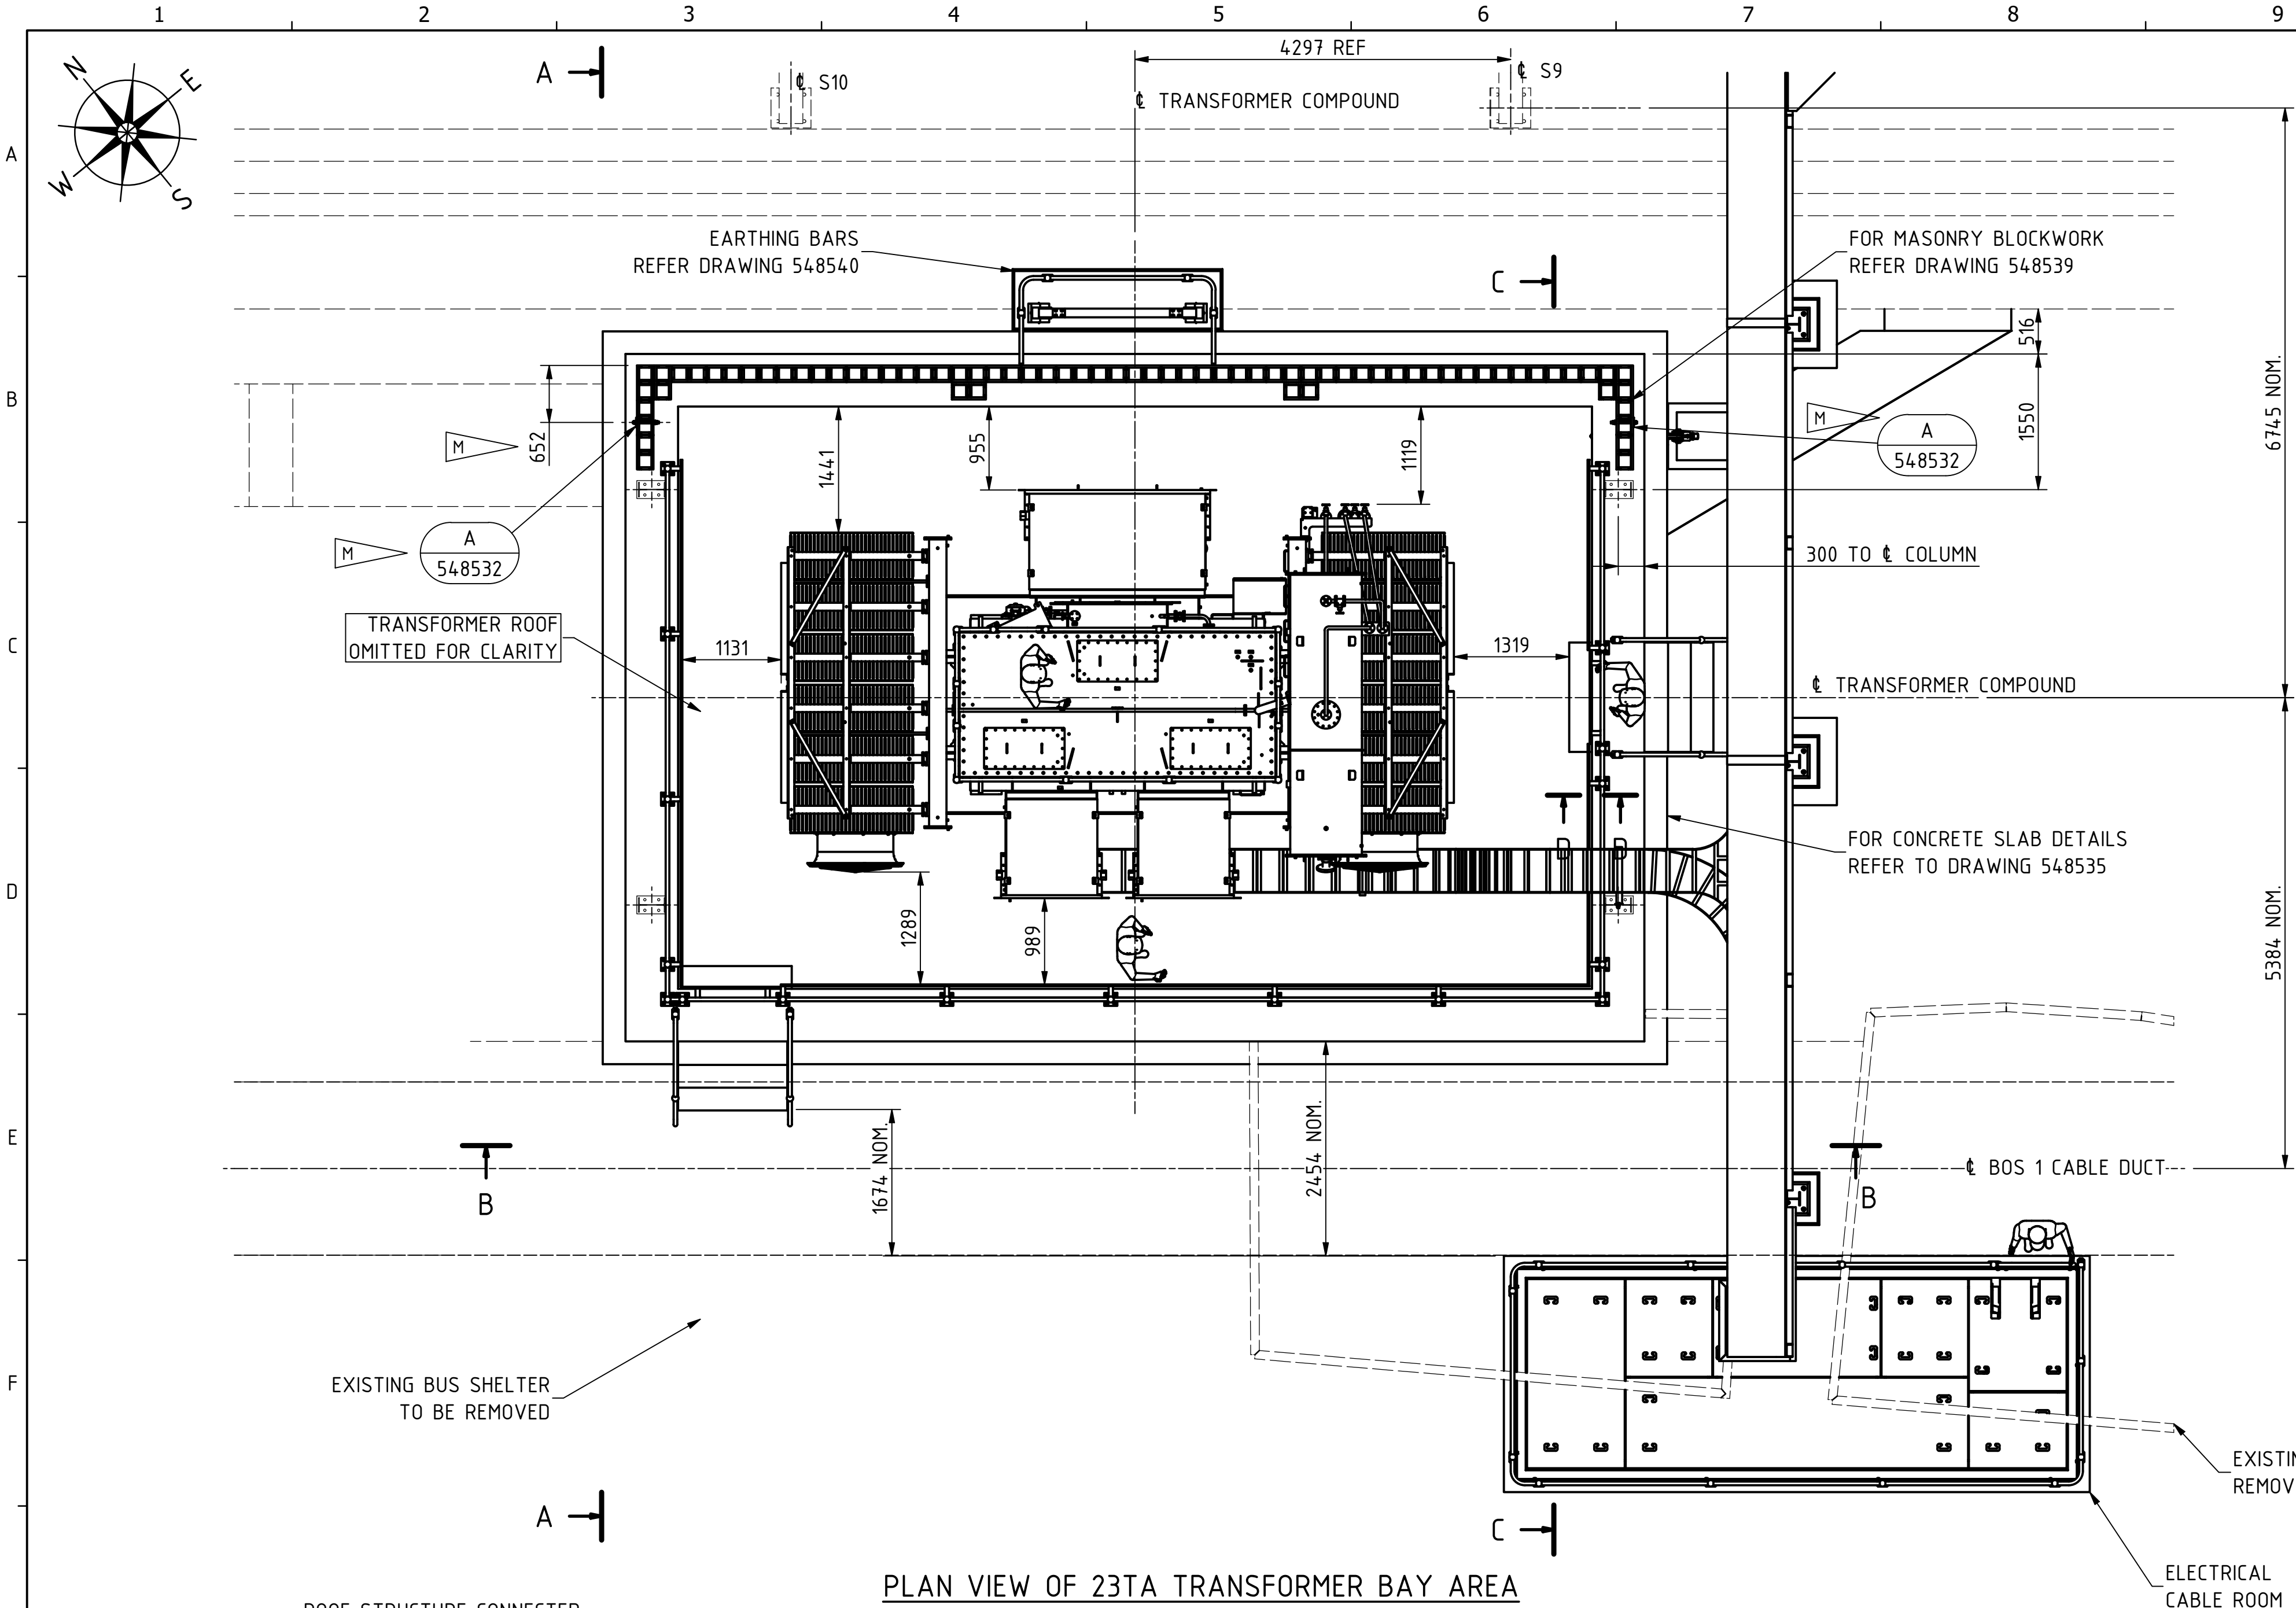 1 2 3 4 5 6 7 8 9
A
B
C
D
E
F
N
E
W
S
A
℄ S10
4297 REF
℄ S9
℄ TRANSFORMER COMPOUND
EARTHING BARS
REFER DRAWING 548540
C
FOR MASONRY BLOCKWORK
REFER DRAWING 548539
516
6745 NOM.
1550
M
A
548532
652
M
1441
955
1119
M
A
548532
300 TO ℄ COLUMN
TRANSFORMER ROOF
OMITTED FOR CLARITY
1131
1319
℄ TRANSFORMER COMPOUND
D D
FOR CONCRETE SLAB DETAILS
REFER TO DRAWING 548535
1289
989
5384 NOM.
1674 NOM.
2454 NOM.
℄ BOS 1 CABLE DUCT
B
B
EXISTING BUS SHELTER
TO BE REMOVED
A
C
PLAN VIEW OF 23TA TRANSFORMER BAY AREA
ELECTRICAL
CABLE ROOM